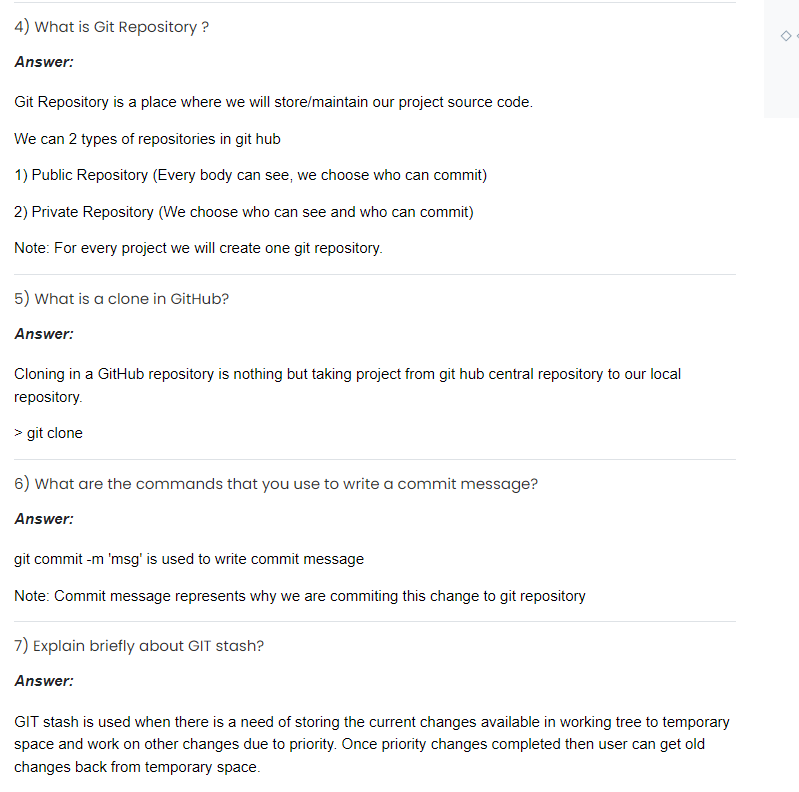 4) What is Git Repository ?
Answer:
Git Repository is a place where we will store/maintain our project source code.
We can 2 types of repositories in git hub
1) Public Repository (Every body can see, we choose who can commit)
2) Private Repository (We choose who can see and who can commit)
Note: For every project we will create one git repository.
5) What is a clone in GitHub?
Answer:
Cloning in a GitHub repository is nothing but taking project from git hub central repository to our local
repository.
> git clone
6) What are the commands that you use to write a commit message?
Answer:
git commit -m 'msg' is used to write commit message
Note: Commit message represents why we are commiting this change to git repository
7) Explain briefly about GIT stash?
Answer:
GIT stash is used when there is a need of storing the current changes available in working tree to temporary
space and work on other changes due to priority. Once priority changes completed then user can get old
changes back from temporary space.